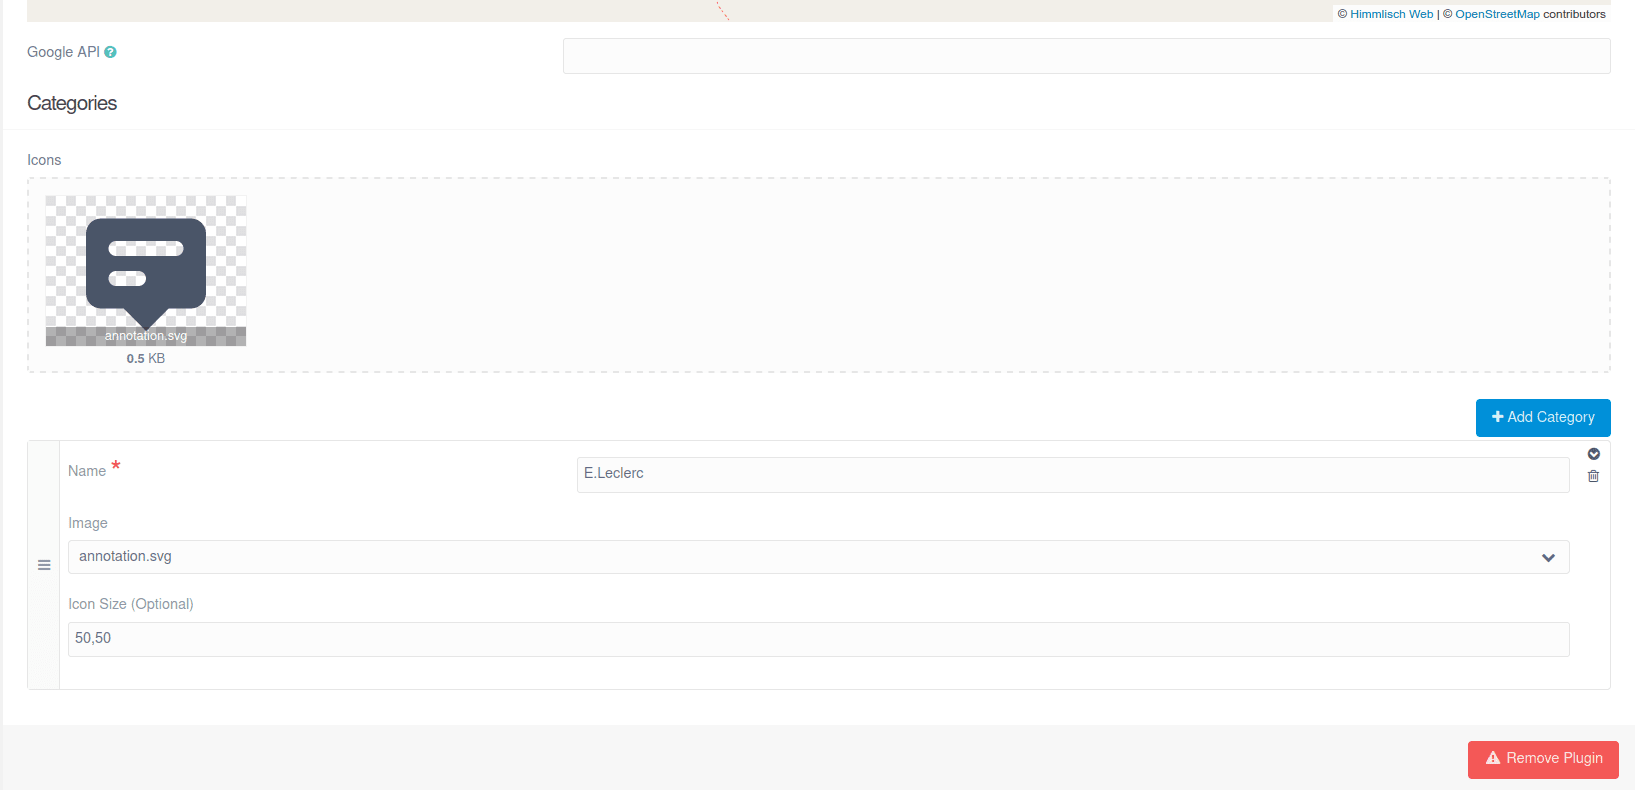 © Himmlisch Web | © OpenStreetMap contributors
Google API ?
Categories
Icons
annotation.svg
0.5 KB
+ Add Category
Name *
E.Leclerc
Image
annotation.svg
Icon Size (Optional)
50,50
Remove Plugin